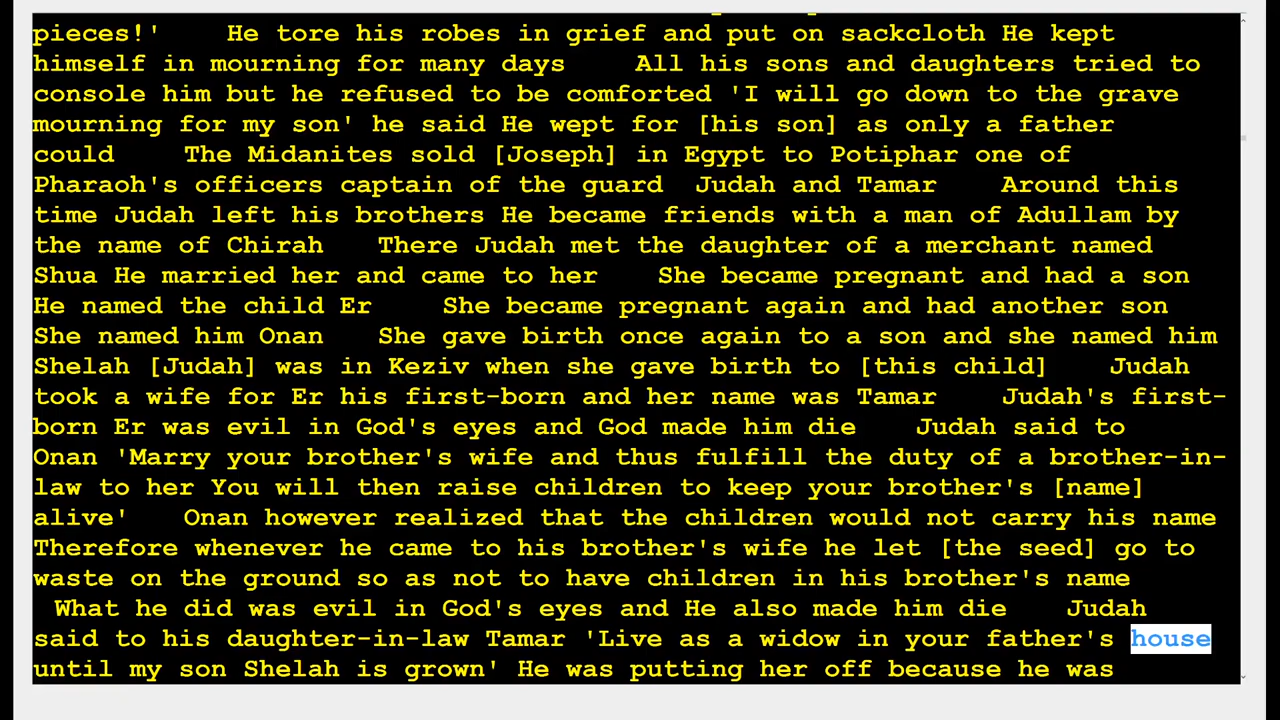 pieces!' He tore his robes in grief and put on sackcloth He kept
himself in mourning for many days All his sons and daughters tried to
console him but he refused to be comforted 'I will go down to the grave
mourning for my son' he said He wept for [his son] as only a father
could The Midanites sold [Joseph] in Egypt to Potiphar one of
Pharaoh's officers captain of the guard Judah and Tamar Around this
time Judah left his brothers He became friends with a man of Adullam by
the name of Chirah There Judah met the daughter of a merchant named
Shua He married her and came to her She became pregnant and had a son
He named the child Er She became pregnant again and had another son
She named him Onan She gave birth once again to a son and she named him
Shelah [Judah] was in Keziv when she gave birth to [this child] Judah
took a wife for Er his first-born and her name was Tamar Judah's first-
born Er was evil in God's eyes and God made him die Judah said to
Onan 'Marry your brother's wife and thus fulfill the duty of a brother-in-
law to her You will then raise children to keep your brother's [name]
alive' Onan however realized that the children would not carry his name
Therefore whenever he came to his brother's wife he let [the seed] go to
waste on the ground so as not to have children in his brother's name
What he did was evil in God's eyes and He also made him die Judah
said to his daughter-in-law Tamar 'Live as a widow in your father's house
until my son Shelah is grown' He was putting her off because he was